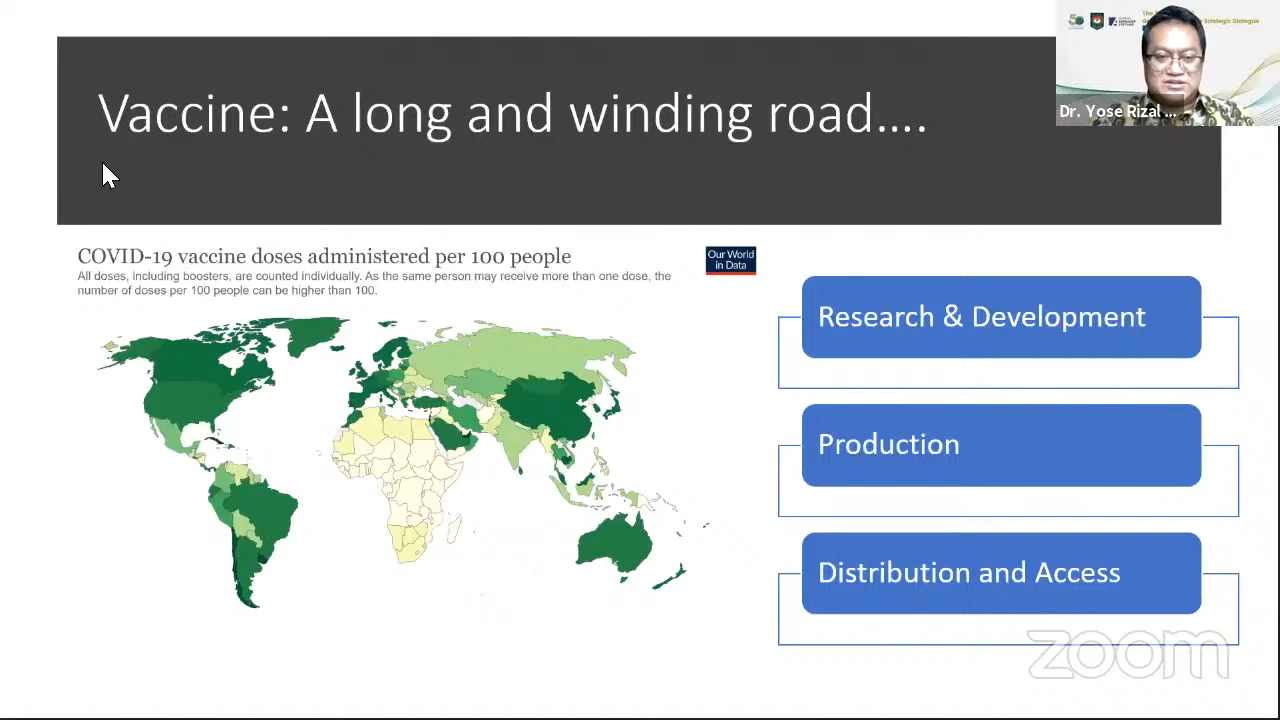 Vaccine: A long and winding road....
Strategic Dialogue
Dr. Yose Rizal ...
COVID-19 vaccine doses administered per 100 people
All doses, including boosters, are counted individually. As the same person may receive more than one dose, the
number of doses per 100 people can be higher than 100.
Our World
in Data
Research & Development
Production
Distribution and Access
zoom